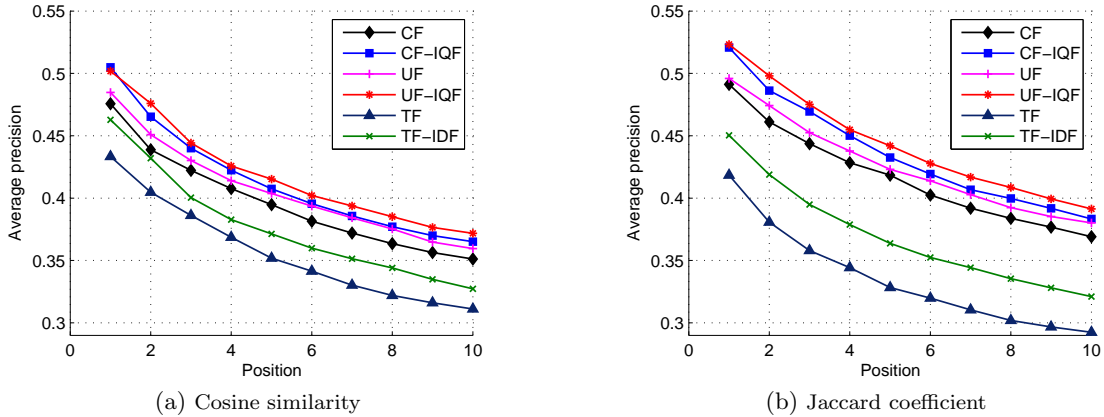 0.55
0.5
0.45
0.4
0.35
0.3
Average precision
0 2 4 6 8 10
Position
CF
CF−IQF
UF
UF−IQF
TF
TF−IDF
(a) Cosine similarity
0.55
0.5
0.45
0.4
0.35
0.3
Average precision
0 2 4 6 8 10
Position
CF
CF−IQF
UF
UF−IQF
TF
TF−IDF
(b) Jaccard coefficient